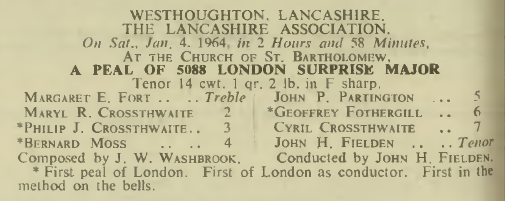 WESTHOUGHTON, LANCASHIRE.
THE LANCASHIRE ASSOCIATION.
On Sat., Jan. 4, 1964, in 2 Hours and 58 Minutes,
AT THE CHURCH OF ST. BARTHOLOMEW,
A PEAL OF 5088 LONDON SURPRISE MAJOR
Tenor 14 cwt. 1 qr. 2 lb. in F sharp.
MARGARET E. FORT .. .. Treble JOHN P. PARTINGTON .. 5
MARYL R. CROSSTHWAITE 2 *GEOFFREY FOTHERGILL .. 6
*PHILIP J. CROSSTHWAITE.. 3 CYRIL CROSSTHWAITE .. 7
*BERNARD MOSS .. .. 4 JOHN H. FIELDEN .. .. Tenor
Composed by J. W. WASHBROOK. Conducted by JOHN H. FIELDEN.
* First peal of London. First of London as conductor. First in the
method on the bells.